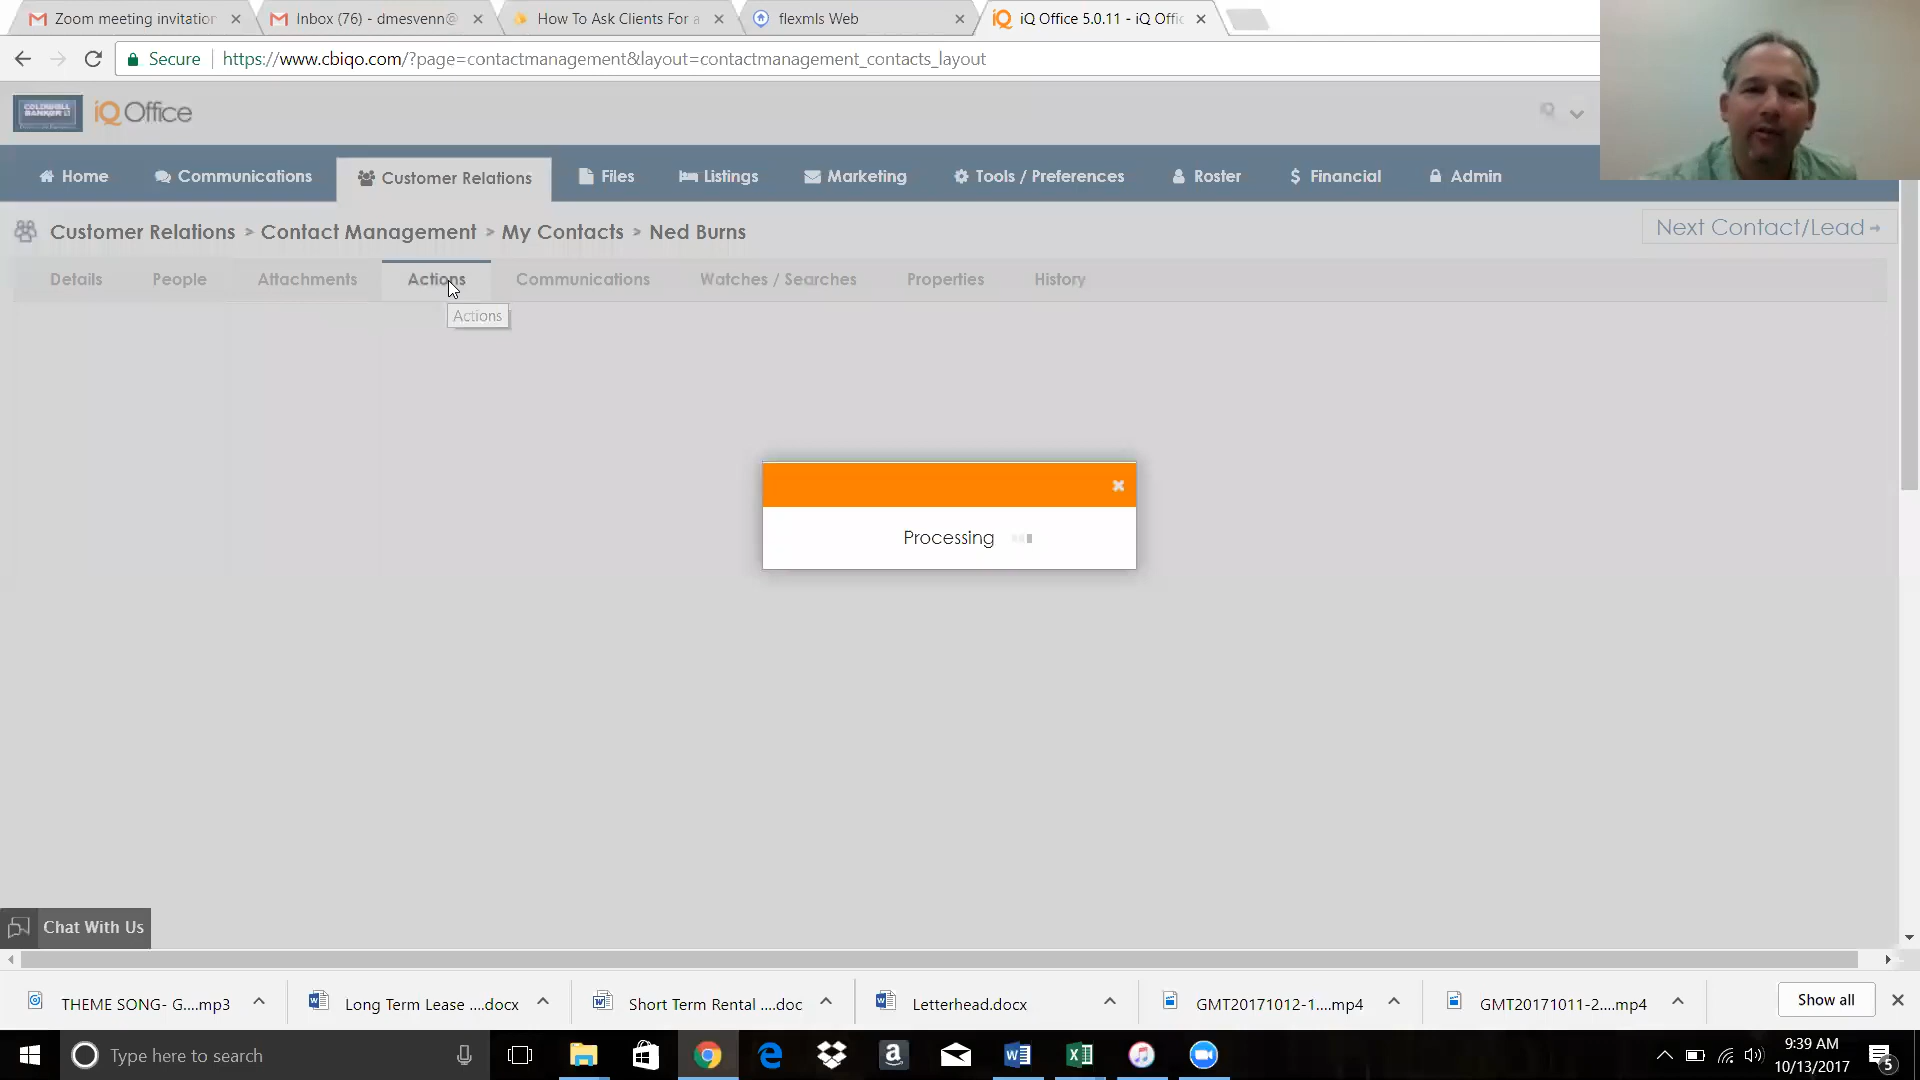 Zoom meeting invitation
Inbox (76) - dmesvenn@
How To Ask Clients For a
flexmls Web
iQ Office 5.0.11 - iQ Offic
Secure
https://www.cbiqo.com/?page=contactmanagement&layout=contactmanagement_contacts_layout
COLDWELL
BANKER
iQ Office
Home
Communications
Customer Relations
Files
Listings
Marketing
Tools / Preferences
Roster
$ Financial
Admin
Customer Relations > Contact Management > My Contacts > Ned Burns
Next Contact/Lead→
Details
People
Attachments
Actions
Communications
Watches / Searches
Properties
History
Actions
Processing
Chat With Us
THEME SONG- G....mp3
Long Term Lease ....docx
Short Term Rental ....doc
Letterhead.docx
GMT20171012-1....mp4
GMT20171011-2....mp4
Show all
Type here to search
9:39 AM
10/13/2017
5